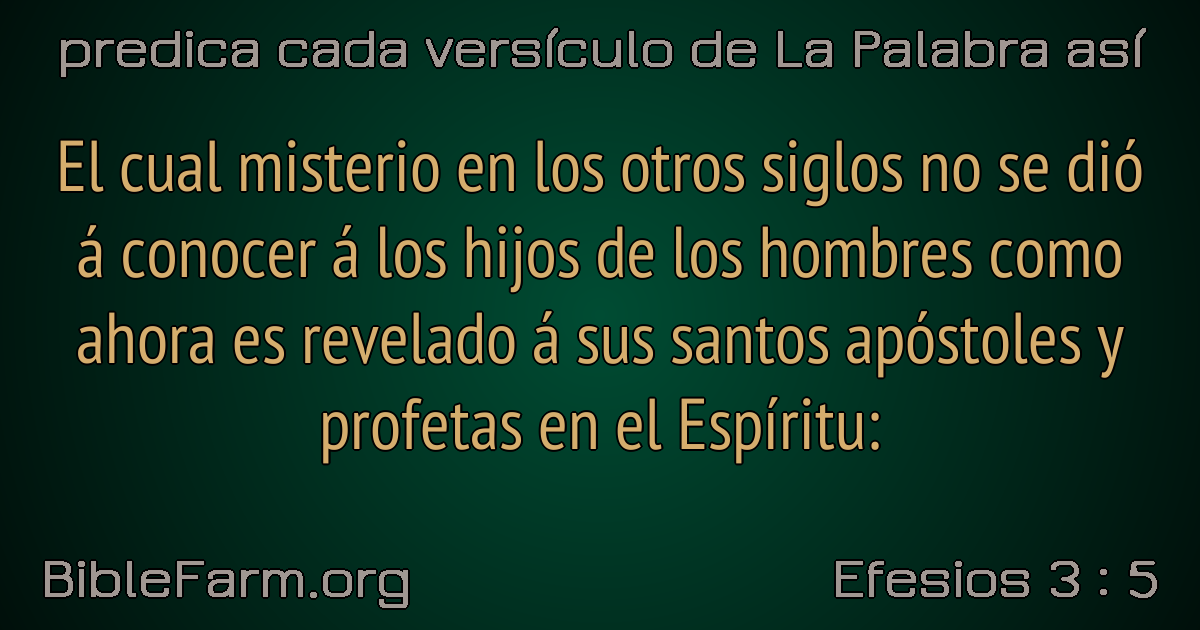 predica cada versículo de La Palabra así
El cual misterio en los otros siglos no se dió
á conocer á los hijos de los hombres como
ahora es revelado á sus santos apóstoles y
profetas en el Espíritu:
BibleFarm.org
Efesios 3 : 5